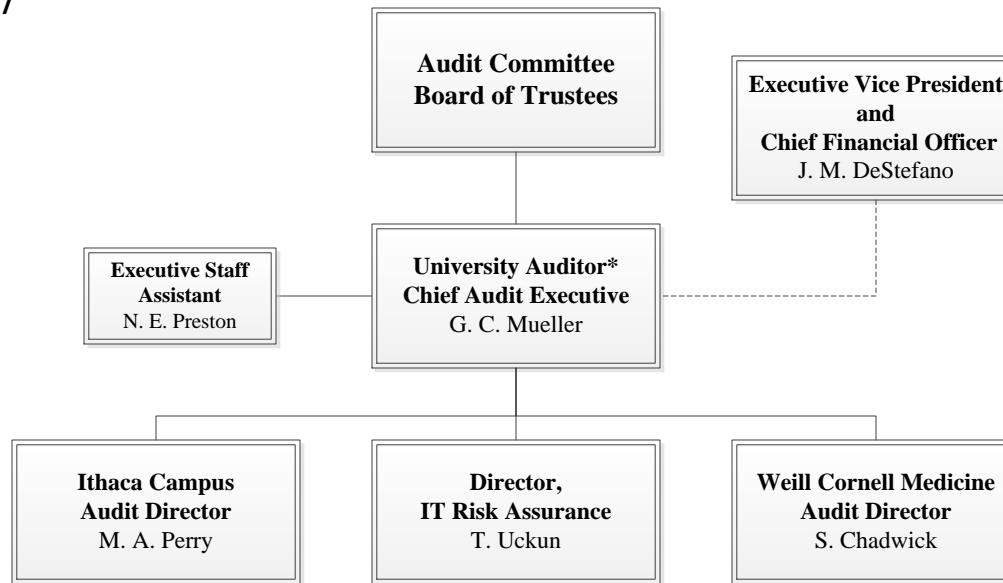 Audit Committee
Board of Trustees
Executive Vice President
and
Chief Financial Officer
J. M. DeStefano
Executive Staff
Assistant
N. E. Preston
University Auditor*
Chief Audit Executive
G. C. Mueller
Ithaca Campus
Audit Director
M. A. Perry
Director,
IT Risk Assurance
T. Uckun
Weill Cornell Medicine
Audit Director
S. Chadwick